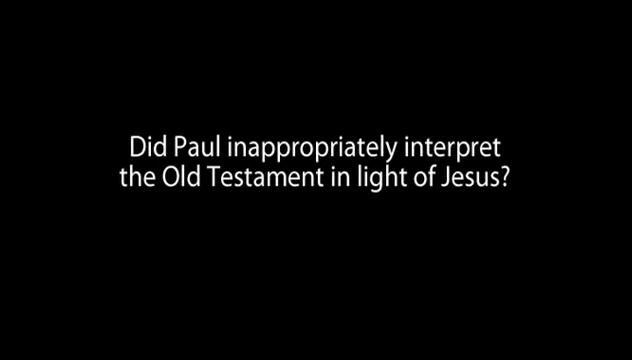 Did Paul inappropriately interpret
the Old Testament in light of Jesus?